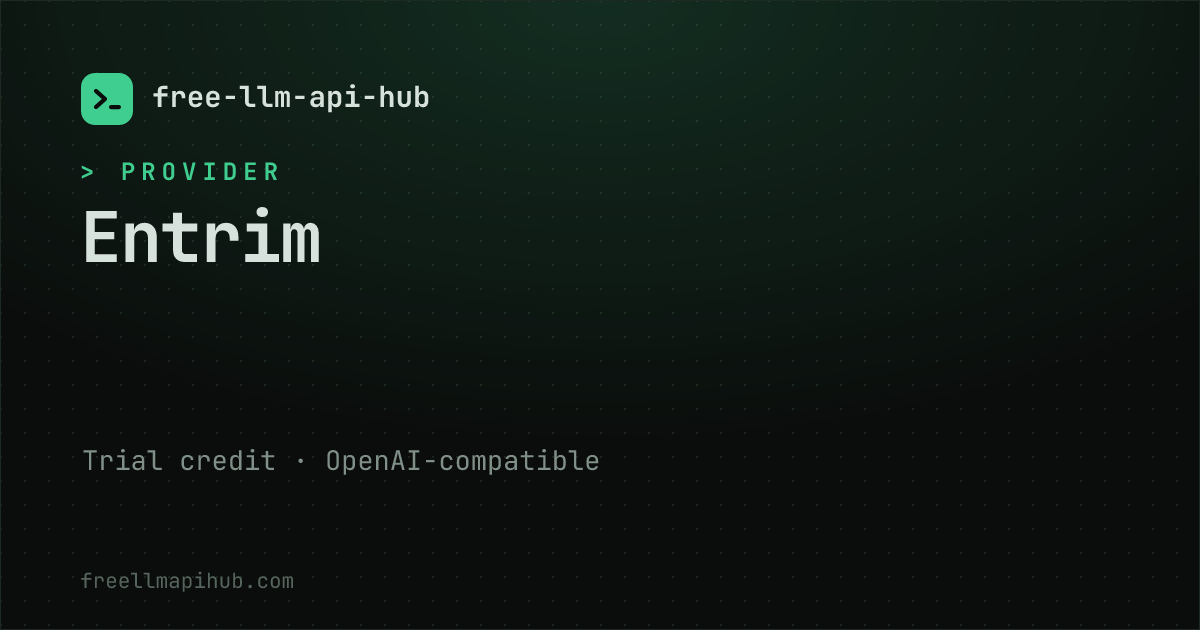 free-llm-api-hub
> PROVIDER
Entrim
Trial credit · OpenAI-compatible
freellmapihub.com